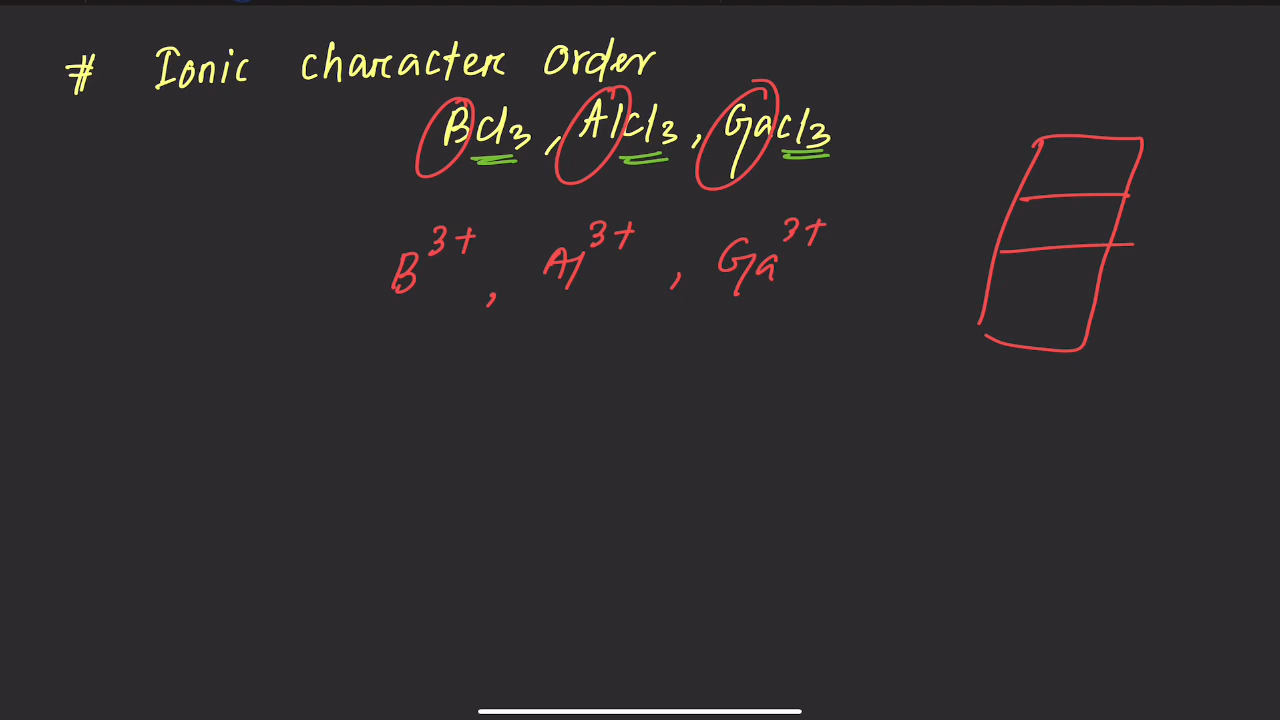 # Ionic character Order
BCl3, AlCl3, GaCl3
B3+, Al3+, Ga3+